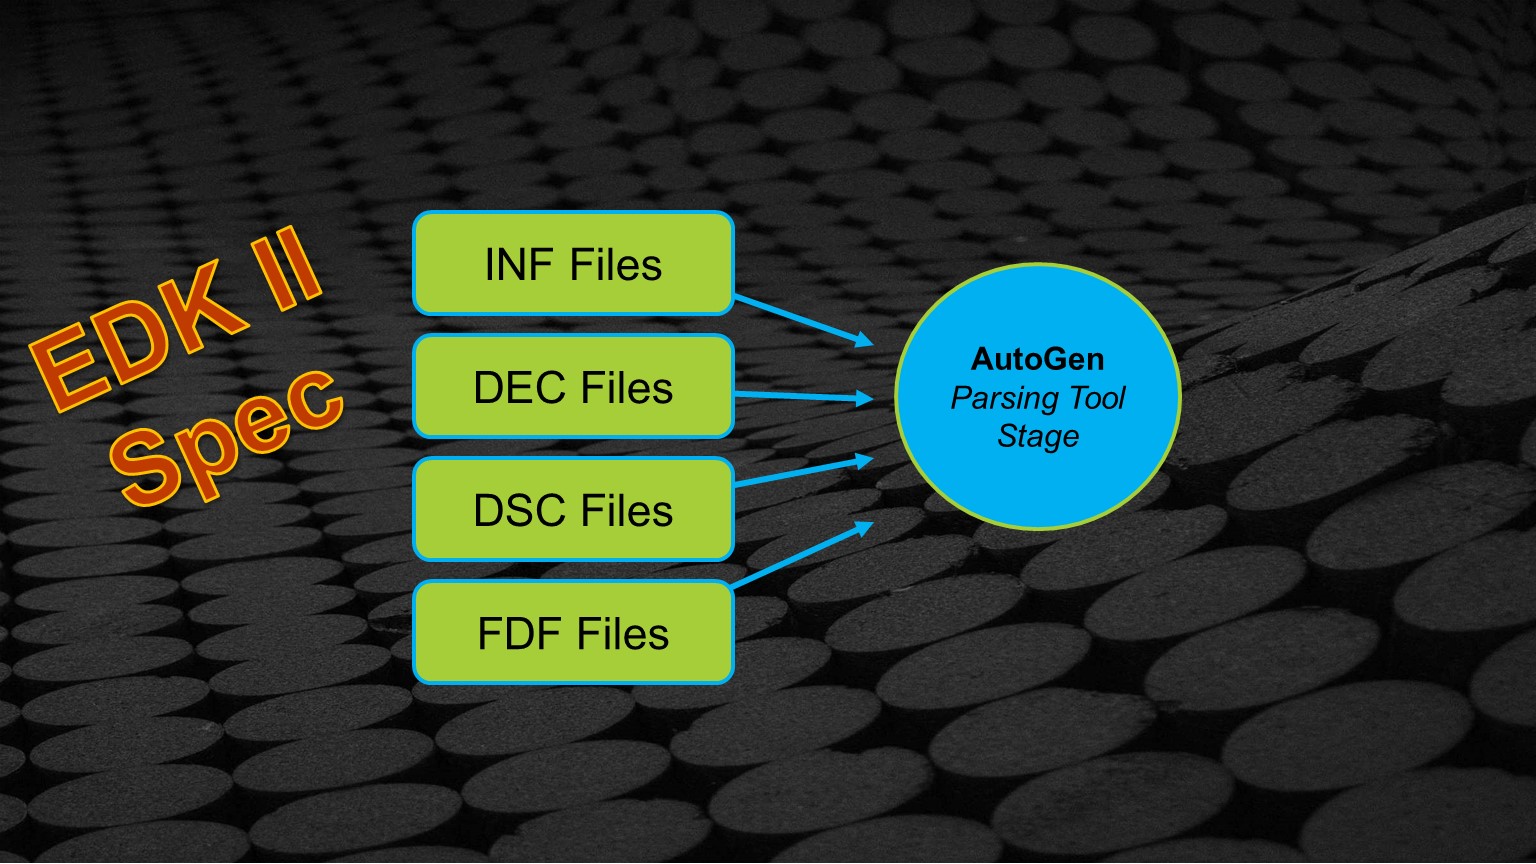 EDK II
Spec
INF Files
DEC Files
DSC Files
FDF Files
AutoGen
Parsing Tool
Stage